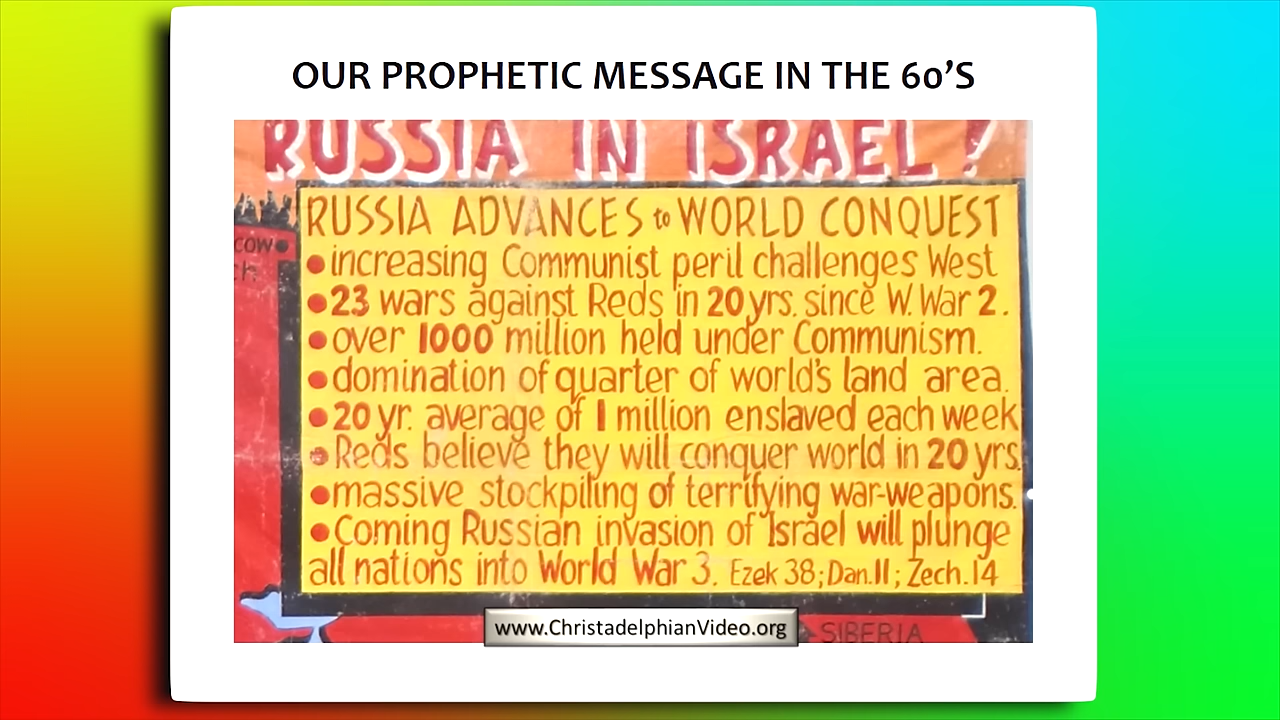 OUR PROPHETIC MESSAGE IN THE 60'S
RUSSIA IN ISRAEL!
RUSSIA ADVANCES to WORLD CONQUEST
• increasing Communist peril challenges West
• 23 wars against Reds in 20 yrs. since W. War 2.
• over 1000 million held under Communism.
• domination of quarter of world's land area.
• 20 yr. average of 1 million enslaved each week
• Reds believe they will conquer world in 20 yrs.
• massive stockpiling of terrifying war-weapons.
• Coming Russian invasion of Israel will plunge
all nations into World War 3. Ezek 38; Dan. 11; Zech. 14
www.ChristadelphianVideo.org
SIBERIA